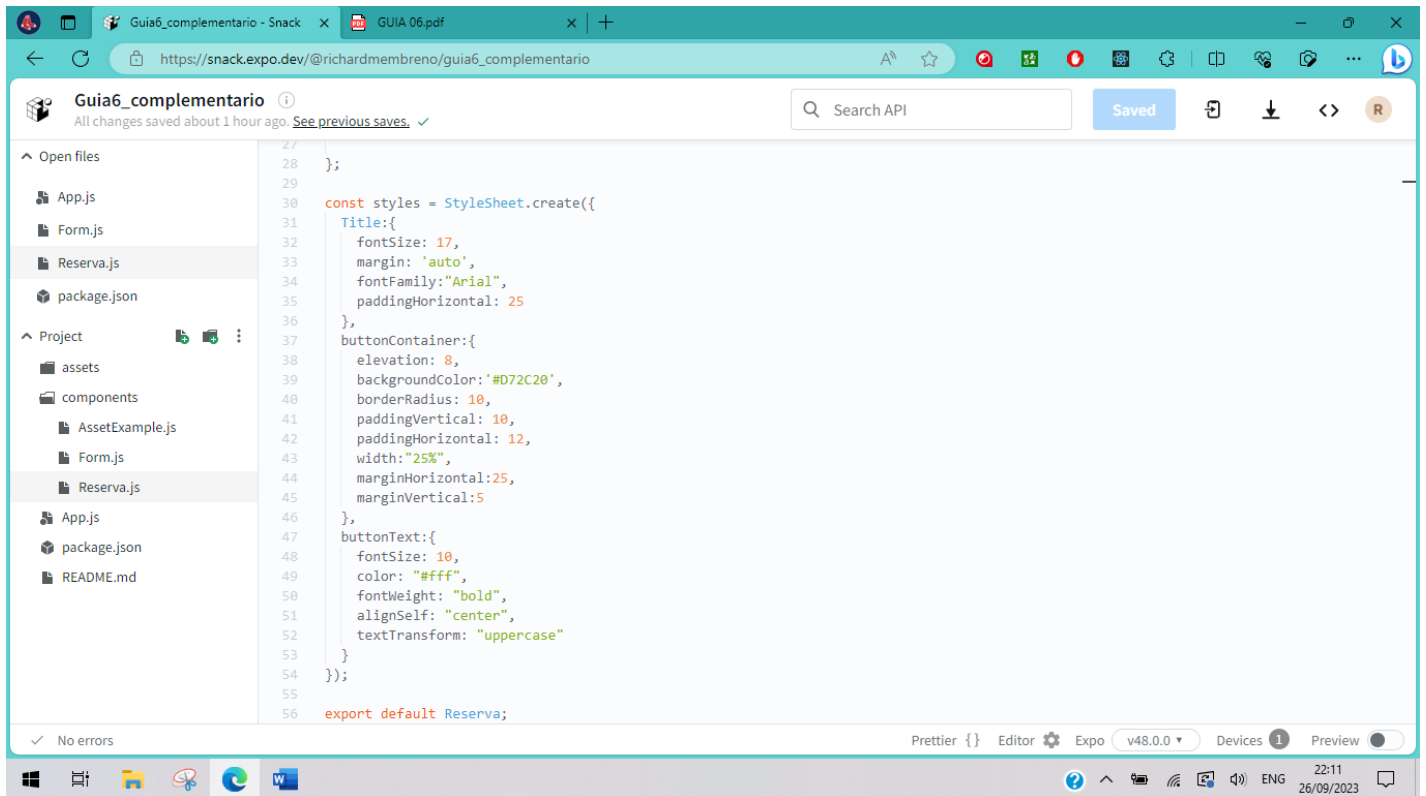 Guia6_complementario - Snack
GUIA 06.pdf
https://snack.expo.dev/@richardmembreno/guia6_complementario
Guia6_complementario
All changes saved about 1 hour ago. See previous saves.
Search API
Saved
R
Open files
App.js
Form.js
Reserva.js
package.json
Project
assets
components
AssetExample.js
Form.js
Reserva.js
App.js
package.json
README.md
27
28 };
29
30 const styles = StyleSheet.create({
31 Title:{
32 fontSize: 17,
33 margin: 'auto',
34 fontFamily:"Arial",
35 paddingHorizontal: 25
36 },
37 buttonContainer:{
38 elevation: 8,
39 backgroundColor:'#D72C20',
40 borderRadius: 10,
41 paddingVertical: 10,
42 paddingHorizontal: 12,
43 width:"25%",
44 marginHorizontal:25,
45 marginVertical:5
46 },
47 buttonText:{
48 fontSize: 10,
49 color: "#fff",
50 fontWeight: "bold",
51 alignSelf: "center",
52 textTransform: "uppercase"
53 }
54 });
55
56 export default Reserva;
No errors
Prettier {} Editor Expo v48.0.0 Devices 1 Preview
ENG
22:11
26/09/2023